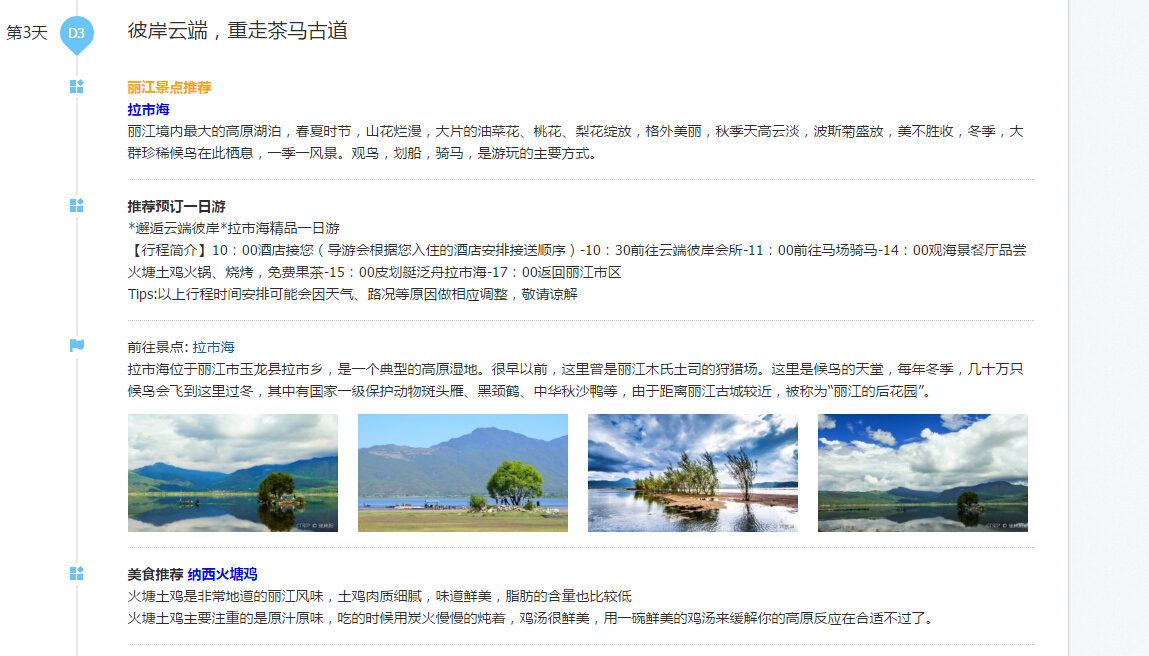 第3天
D3
彼岸云端，重走茶马古道
丽江景点推荐
拉市海
丽江境内最大的高原湖泊，春夏时节，山花烂漫，大片的油菜花、桃花、梨花绽放，格外美丽，秋季天高云淡，波斯菊盛放，美不胜收，冬季，大
群珍稀候鸟在此栖息，一季一风景。观鸟，划船，骑马，是游玩的主要方式。
推荐预订一日游
*邂逅云端彼岸*拉市海精品一日游
【行程简介】10：00酒店接您（导游会根据您入住的酒店安排接送顺序）-10：30前往云端彼岸会所-11：00前往马场骑马-14：00观海景餐厅品尝
火塘土鸡火锅、烧烤，免费果茶-15：00皮划艇泛舟拉市海-17：00返回丽江市区
Tips:以上行程时间安排可能会因天气、路况等原因做相应调整，敬请谅解
前往景点: 拉市海
拉市海位于丽江市玉龙县拉市乡，是一个典型的高原湿地。很早以前，这里曾是丽江木氏土司的狩猎场。这里是候鸟的天堂，每年冬季，几十万只
候鸟会飞到这里过冬，其中有国家一级保护动物斑头雁、黑颈鹤、中华秋沙鸭等，由于距离丽江古城较近，被称为“丽江的后花园”。
美食推荐 纳西火塘鸡
火塘土鸡是非常地道的丽江风味，土鸡肉质细腻，味道鲜美，脂肪的含量也比较低
火塘土鸡主要注重的是原汁原味，吃的时候用炭火慢慢的炖着，鸡汤很鲜美，用一碗鲜美的鸡汤来缓解你的高原反应在合适不过了。